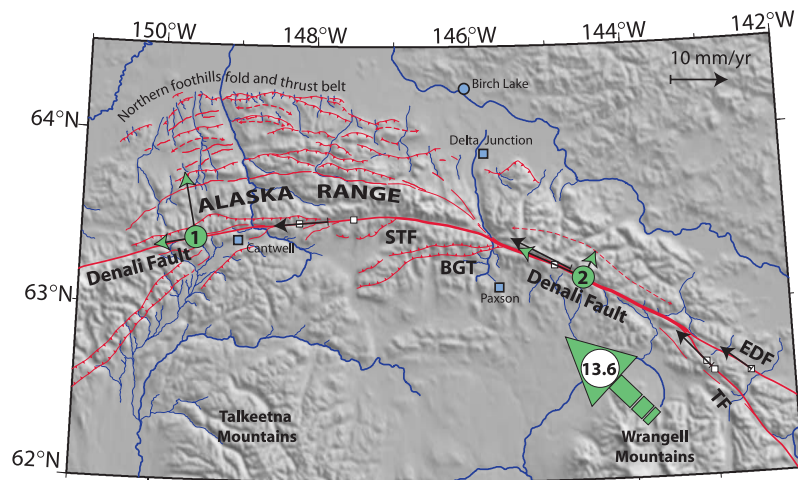 150°W
148°W
146°W
144°W
142°W
10 mm/yr
Northern foothills fold and thrust belt
Birch Lake
64°N
Delta Junction
ALASKA RANGE
1
STF
Cantwell
Denali Fault
BGT
2
Denali Fault
63°N
Paxson
EDF
13.6
TF
Talkeetna
Mountains
Wrangell
Mountains
62°N